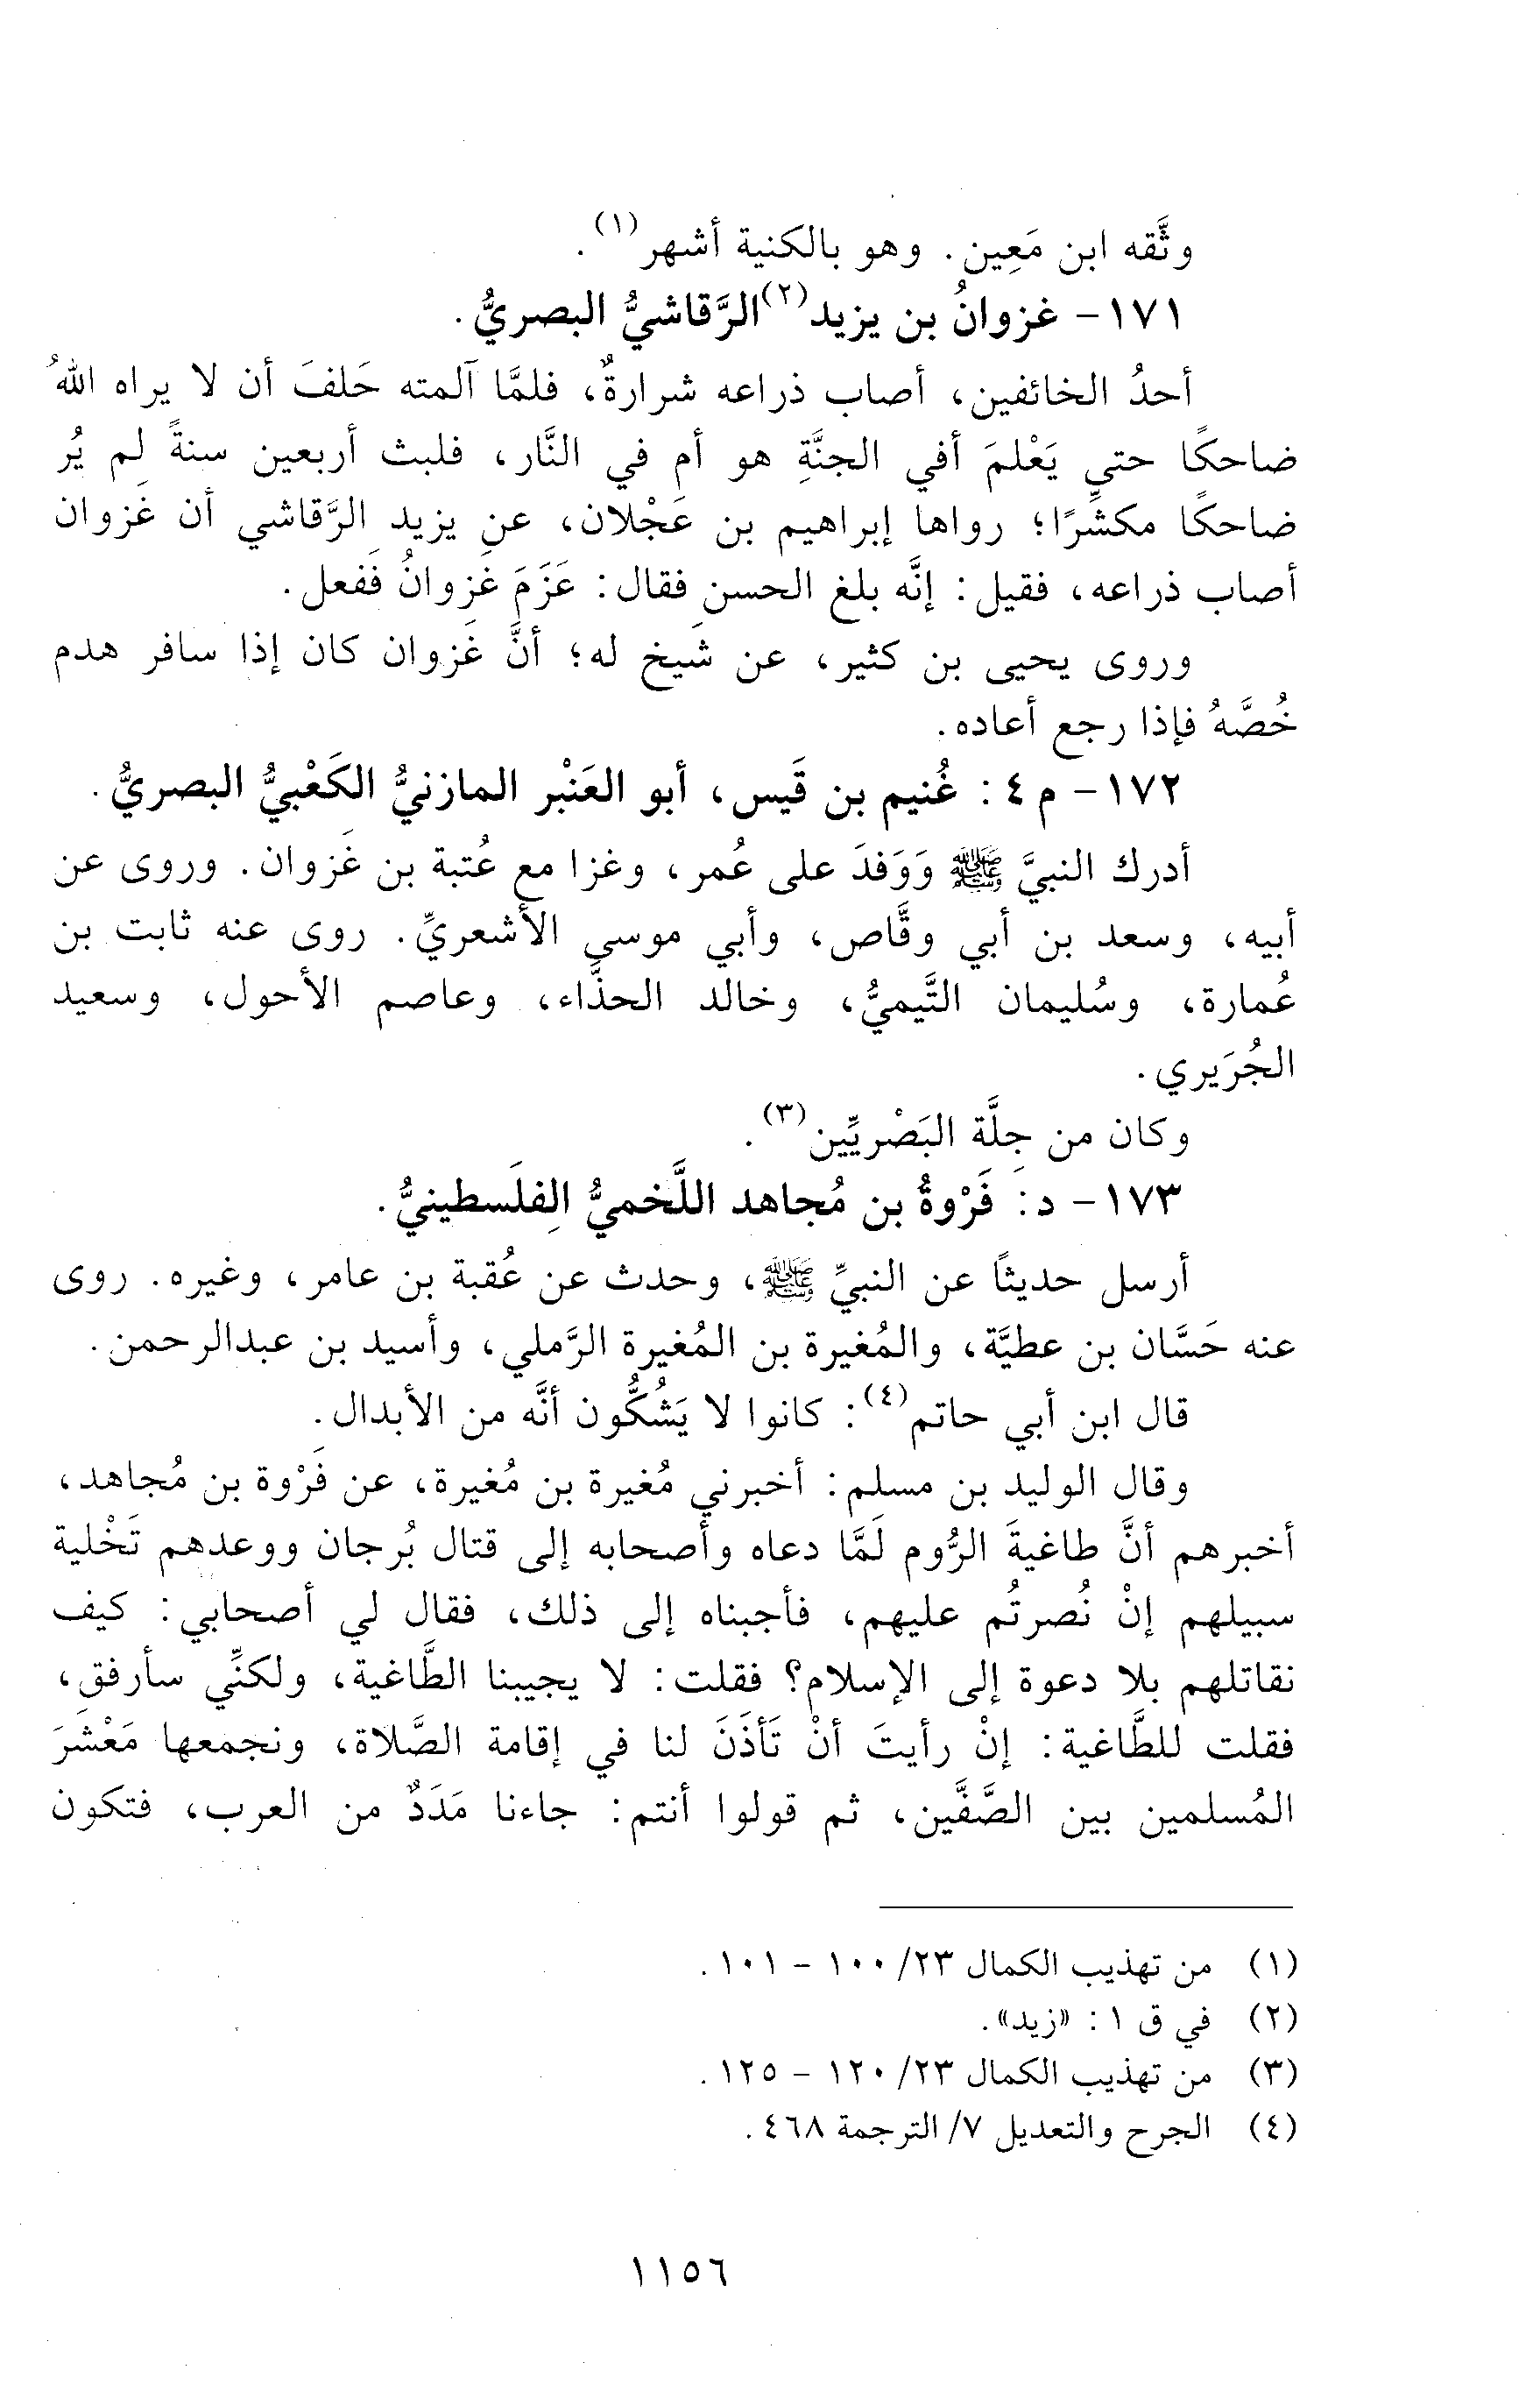 وثَّقه ابن مَعِين. وهو بالكنية أشهر(١).
١٧١- غزوانُ بن يزيد(٢) الرَّقاشيُّ البصريُّ.
أحدُ الخائفين، أصاب ذراعه شرارةٌ، فلمَّا آلمته حَلفَ أن لا يراه اللهُ
ضاحكًا حتى يَعْلمَ أفي الجنَّةِ هو أم في النَّار، فلبث أربعين سنةً لم يُر
ضاحكًا مكشِّرًا؛ رواها إبراهيم بن عَجْلان، عن يزيد الرَّقاشي أن غَزوان
أصاب ذراعه، فقيل: إنَّه بلغ الحسن فقال: عَزَمَ غَزوانُ فَفعل.
وروى يحيى بن كثير، عن شَيخ له؛ أنَّ غَزوان كان إذا سافر هدم
خُصَّهُ فإذا رجع أعاده.
١٧٢- م ٤: غُنيم بن قَيس، أبو العَنْبر المازنيُّ الكَعْبيُّ البصريُّ.
أدرك النبيَّ ﷺ وَوَفدَ على عُمر، وغزا مع عُتبة بن غَزوان. وروى عن
أبيه، وسعد بن أبي وقَّاص، وأبي موسى الأشعريِّ. روى عنه ثابت بن
عُمارة، وسُليمان التَّيميُّ، وخالد الحذَّاء، وعاصم الأحول، وسعيد
الجُرَيري.
وكان من جِلَّة البَصْريِّين(٣).
١٧٣- د: فَرْوةُ بن مُجاهد اللَّخميُّ الفِلَسطينيُّ.
أرسل حديثًا عن النبيِّ ﷺ، وحدث عن عُقبة بن عامر، وغيره. روى
عنه حَسَّان بن عطيَّة، والمُغيرة بن المُغيرة الرَّملي، وأسيد بن عبدالرحمن.
قال ابن أبي حاتم(٤): كانوا لا يَشُكُّون أنَّه من الأبدال.
وقال الوليد بن مسلم: أخبرني مُغيرة بن مُغيرة، عن فَرْوة بن مُجاهد،
أخبرهم أنَّ طاغيةَ الرُّوم لَمَّا دعاه وأصحابه إلى قتال بُرجان ووعدهم تَخْلية
سبيلهم إنْ نُصرتُم عليهم، فأجبناه إلى ذلك، فقال لي أصحابي: كيف
نقاتلهم بلا دعوة إلى الإسلام؟ فقلت: لا يجيبنا الطَّاغية، ولكنِّي سأرفق،
فقلت للطَّاغية: إنْ رأيتَ أنْ تَأذَنَ لنا في إقامة الصَّلاة، ونجمعها مَعْشِرَ
المُسلمين بين الصَّفَّين، ثم قولوا أنتم: جاءنا مَدَدٌ من العرب، فتكون
(١) من تهذيب الكمال ٢٣/ ١٠٠ - ١٠١.
(٢) في ق ١: «زيد».
(٣) من تهذيب الكمال ٢٣/ ١٢٠ - ١٢٥.
(٤) الجرح والتعديل ٧/ الترجمة ٤٦٨.
١١٥٦